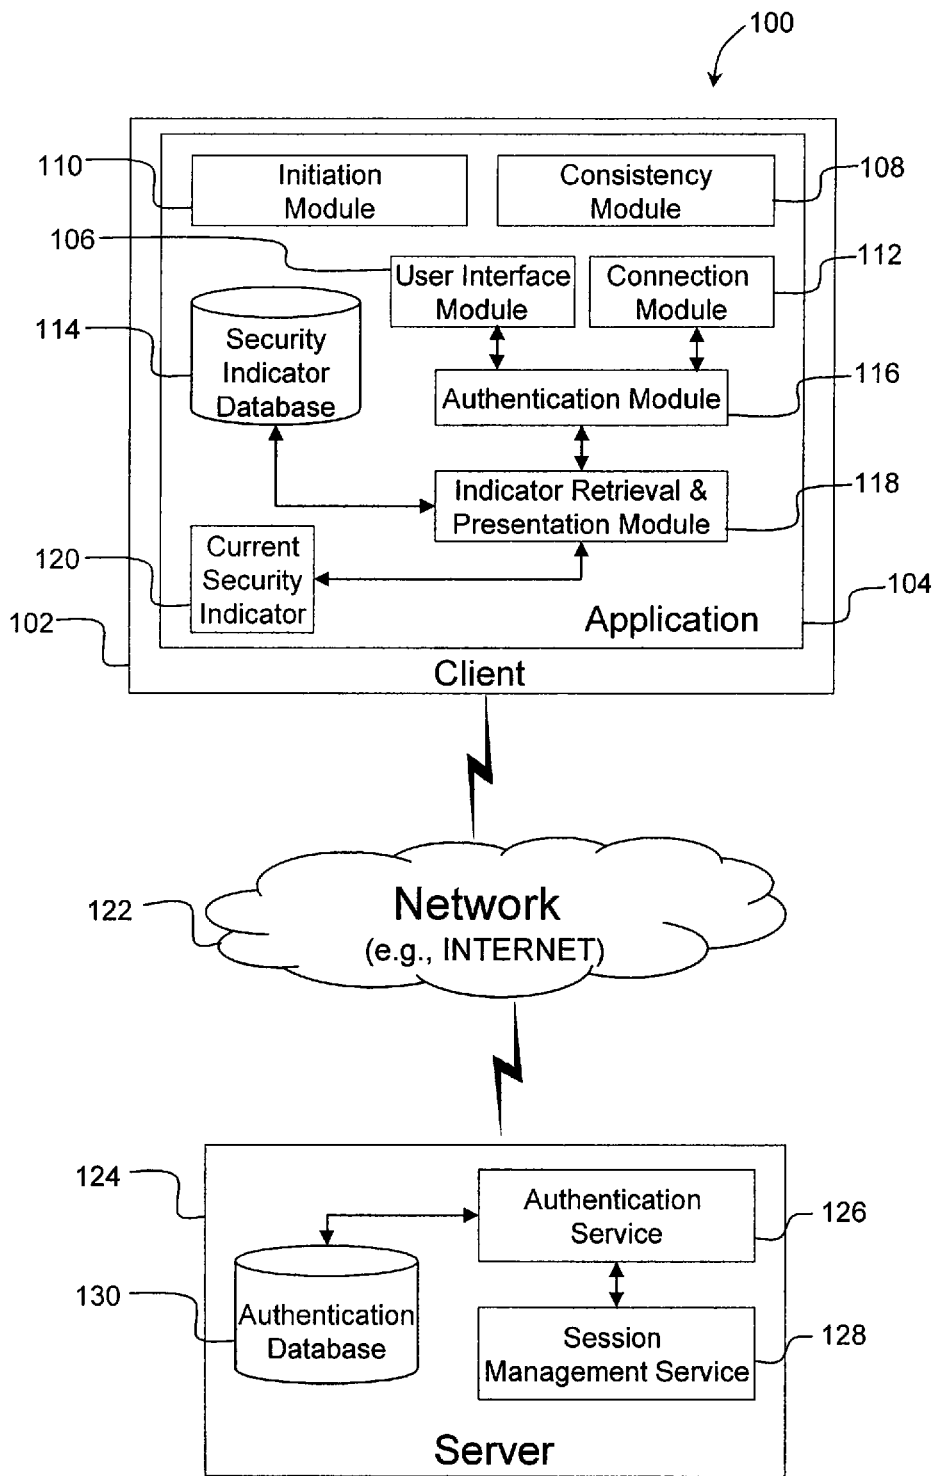 100
110
Initiation
Module
Consistency
Module
108
106
User Interface
Module
Connection
Module
112
114
Security
Indicator
Database
Authentication Module
116
Indicator Retrieval &
Presentation Module
118
120
Current
Security
Indicator
104
102
Application
Client
122
Network
(e.g., INTERNET)
124
Authentication
Service
126
130
Authentication
Database
Session
Management Service
128
Server